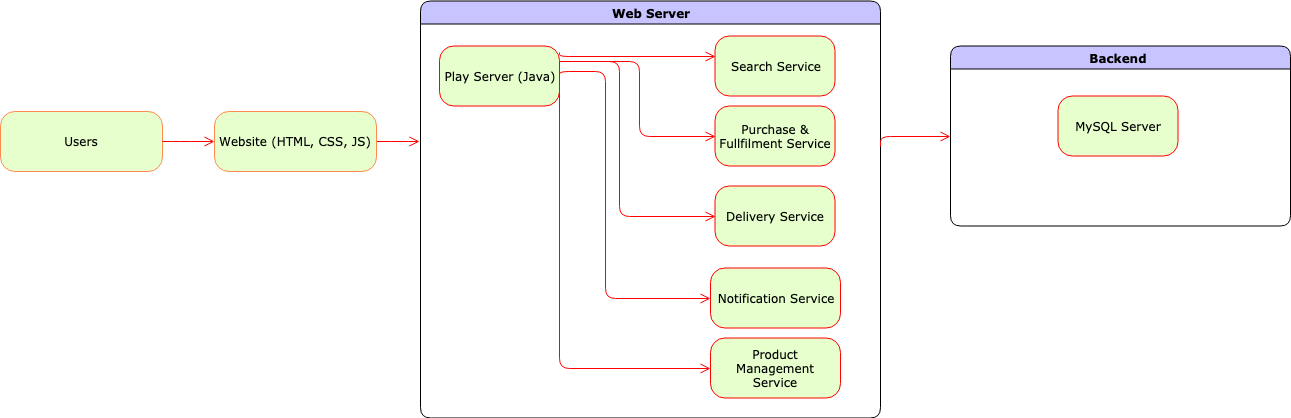 Web Server
Play Server (Java)
Search Service
Purchase &
Fullfilment Service
Delivery Service
Notification Service
Product
Management
Service
Users
Website (HTML, CSS, JS)
Backend
MySQL Server